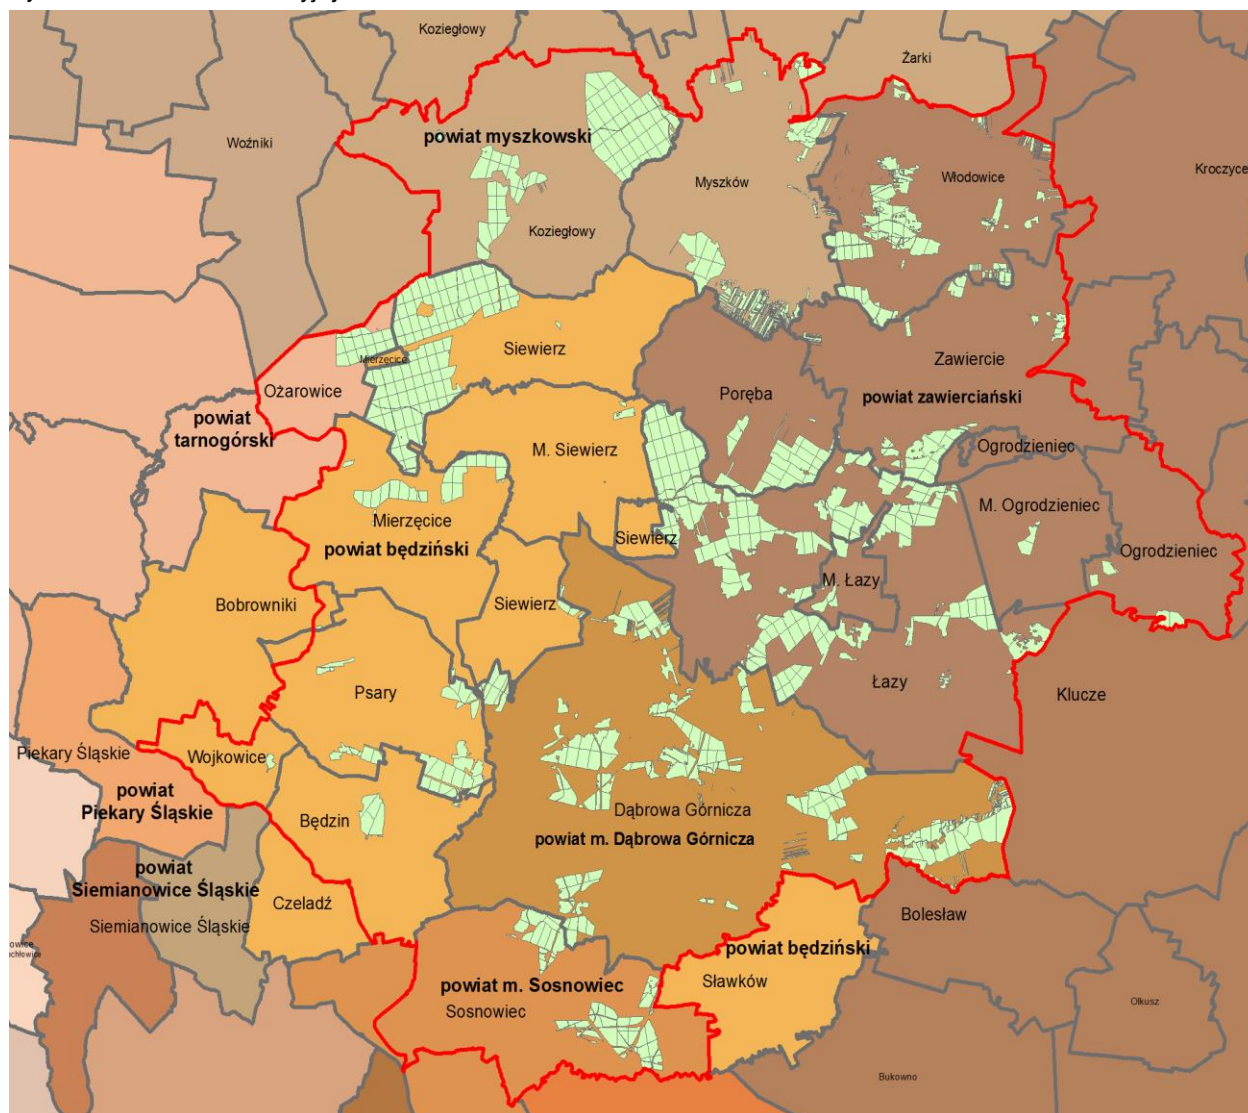 Koziegłowy
Żarki
powiat myszkowski
Woźniki
Kroczyce
Myszków
Włodowice
Koziegłowy
Siewierz
Mierzęcice
Zawiercie
Ożarowice
Poręba
powiat zawierciański
powiat
tarnogórski
M. Siewierz
Ogrodzieniec
M. Ogrodzieniec
Mierzęcice
Siewierz
Ogrodzieniec
powiat będziński
M. Łazy
Bobrowniki
Siewierz
Psary
Łazy
Klucze
Piekary Śląskie
Wojkowice
powiat
Piekary Śląskie
Będzin
Dąbrowa Górnicza
powiat m. Dąbrowa Górnicza
powiat
Siemianowice Śląskie
Czeladź
Siemianowice Śląskie
Bolesław
powiat będziński
Sławków
powiat m. Sosnowiec
Sosnowiec
Olkusz
Bukowno